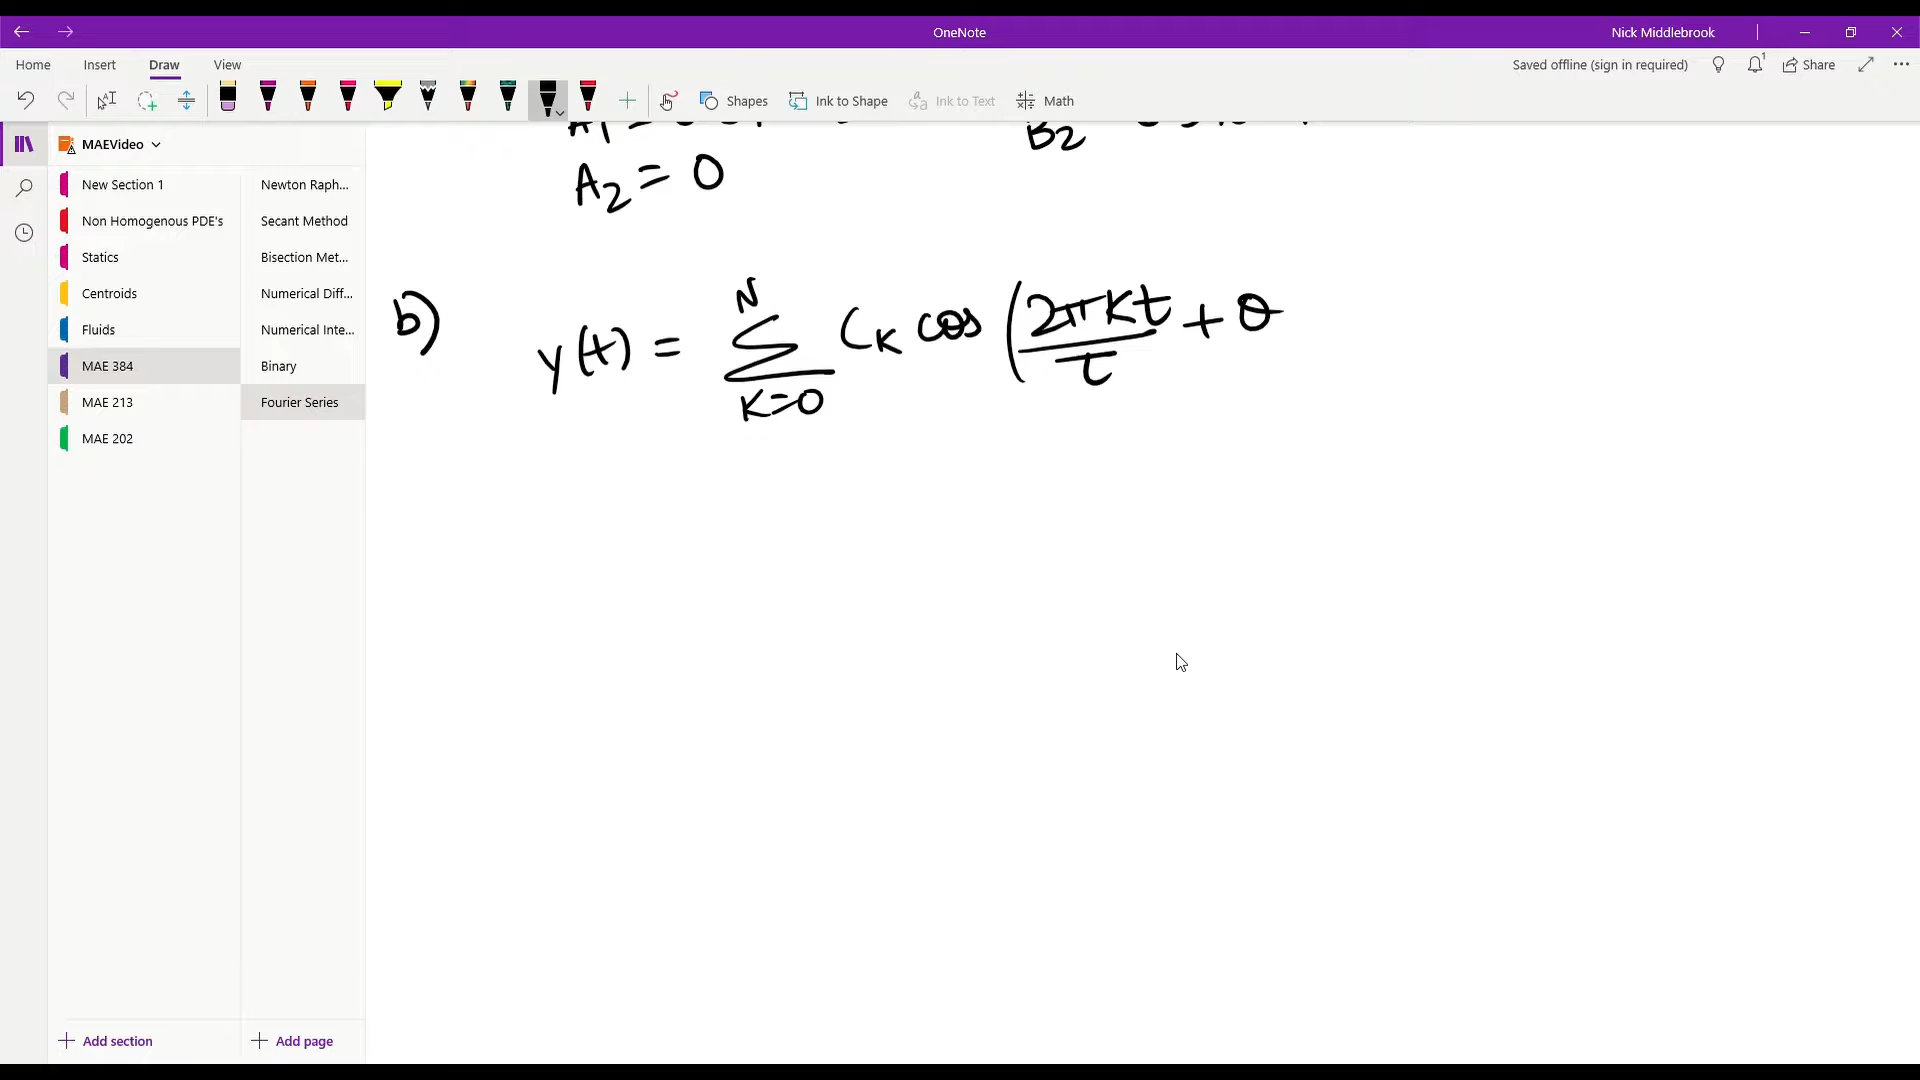 OneNote
Nick Middlebrook
Home Insert Draw View
Saved offline (sign in required)
Share
Shapes
Ink to Shape
Ink to Text
Math
MAEVideo
New Section 1
Non Homogenous PDE's
Statics
Centroids
Fluids
MAE 384
MAE 213
MAE 202
Newton Raph...
Secant Method
Bisection Met...
Numerical Diff...
Numerical Inte...
Binary
Fourier Series
B2
A2 = 0
b) y(t) = N Σ K=0 CK cos (2πKt/τ + θ
Add section
Add page